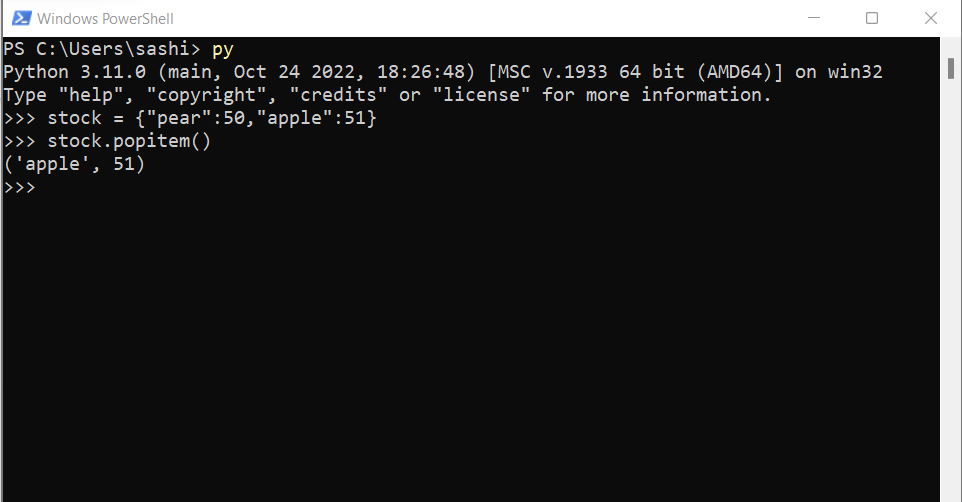 Windows PowerShell
PS C:\Users\sashi> py
Python 3.11.0 (main, Oct 24 2022, 18:26:48) [MSC v.1933 64 bit (AMD64)] on win32
Type "help", "copyright", "credits" or "license" for more information.
>>> stock = {"pear":50,"apple":51}
>>> stock.popitem()
('apple', 51)
>>>